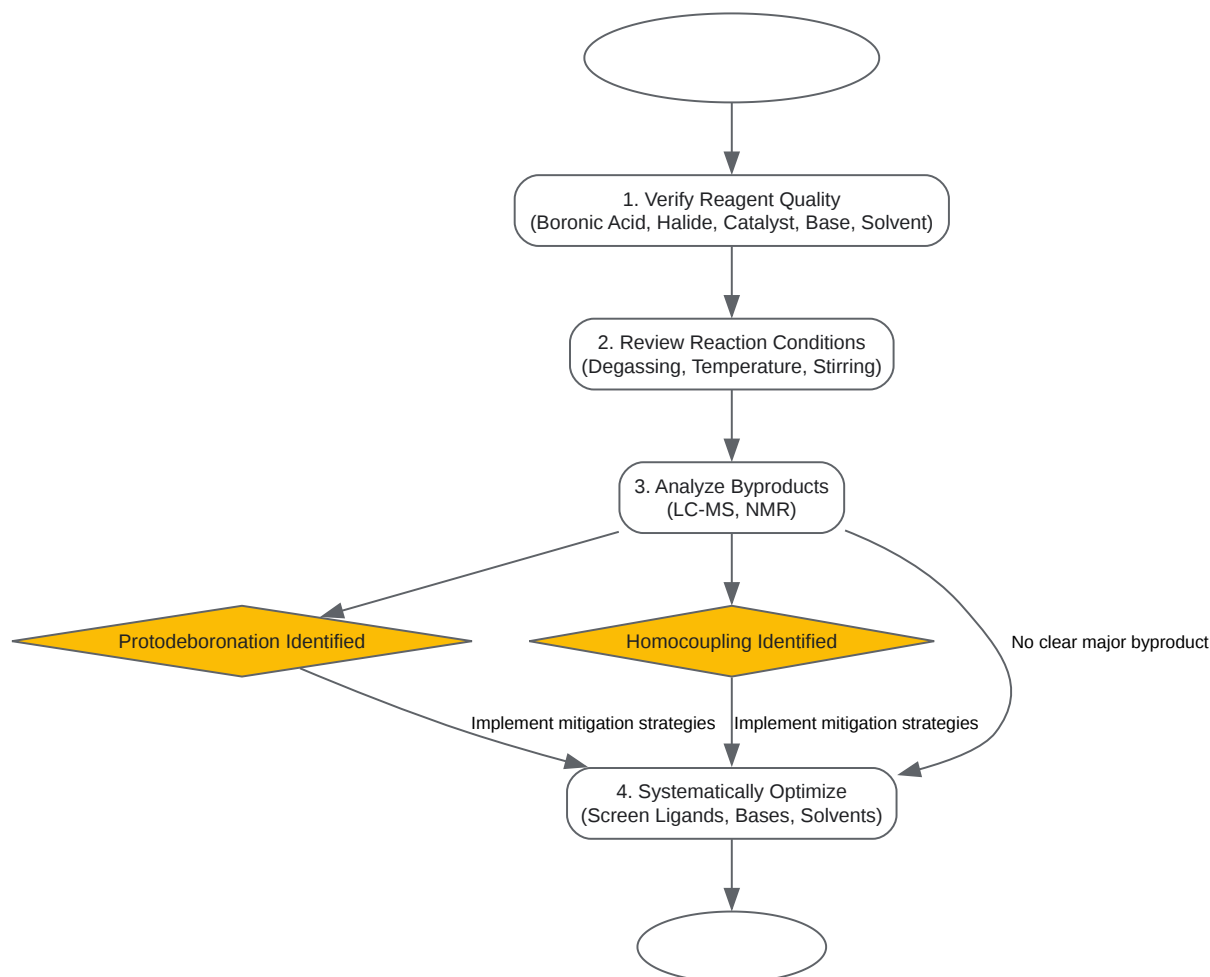 1. Verify Reagent Quality
(Boronic Acid, Halide, Catalyst, Base, Solvent)
2. Review Reaction Conditions
(Degassing, Temperature, Stirring)
3. Analyze Byproducts
(LC-MS, NMR)
Protodeboronation Identified
Homocoupling Identified
No clear major byproduct
Implement mitigation strategies
Implement mitigation strategies
4. Systematically Optimize
(Screen Ligands, Bases, Solvents)